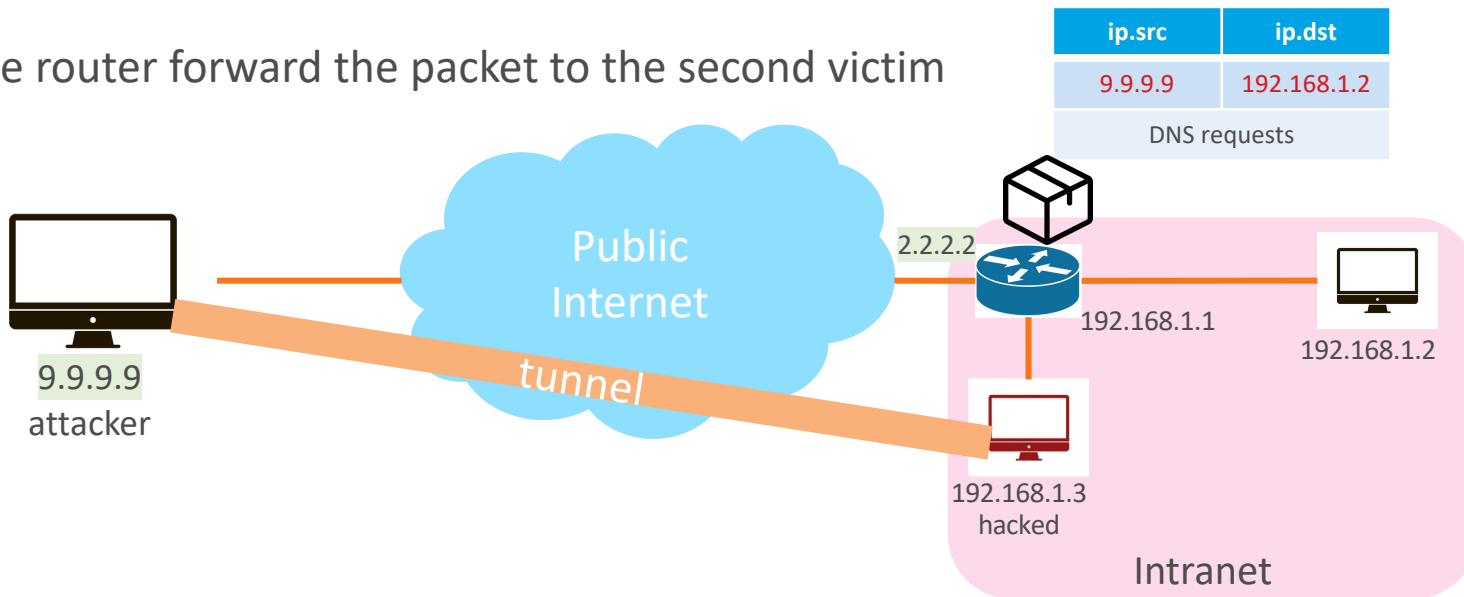 ip.src ip.dst
e router forward the packet to the second victim
9.9.9.9 192.168.1.2
DNS requests
Public
Internet
2.2.2.2
192.168.1.1
192.168.1.2
9.9.9.9
attacker
tunnel
192.168.1.3
hacked
Intranet